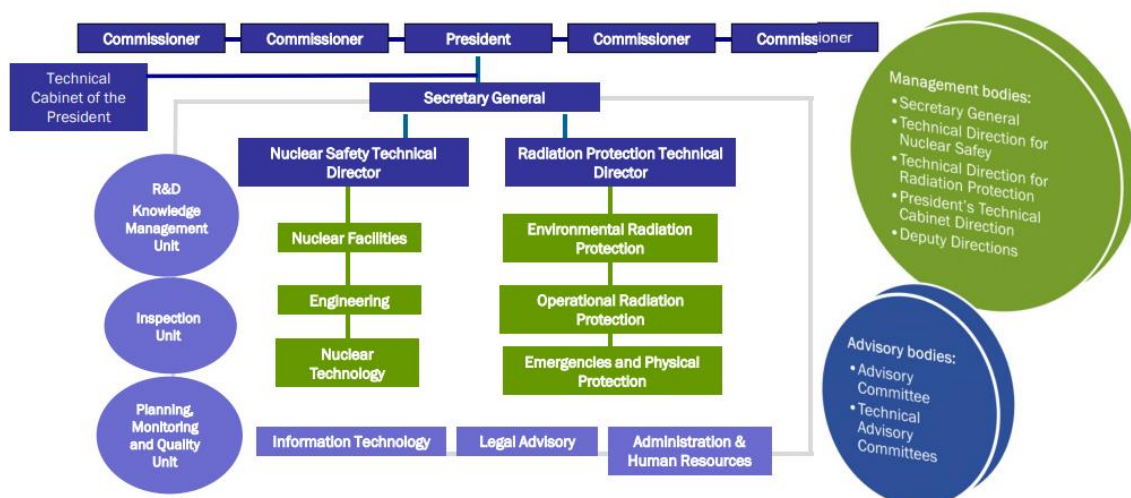 Commissioner
Commissioner
President
Commissioner
Commissioner
Technical
Cabinet of the
President
Secretary General
Nuclear Safety Technical
Director
Radiation Protection Technical
Director
R&D
Knowledge
Management
Unit
Nuclear Facilities
Environmental Radiation
Protection
Inspection
Unit
Engineering
Operational Radiation
Protection
Nuclear
Technology
Emergencies and Physical
Protection
Planning,
Monitoring
and Quality
Unit
Information Technology
Legal Advisory
Administration &
Human Resources
Management bodies:
•Secretary General
•Technical Direction for
Nuclear Safey
•Technical Direction for
Radiation Protection
•President's Technical
Cabinet Direction
•Deputy Directions
Advisory bodies:
•Advisory
Committee
•Technical
Advisory
Committees